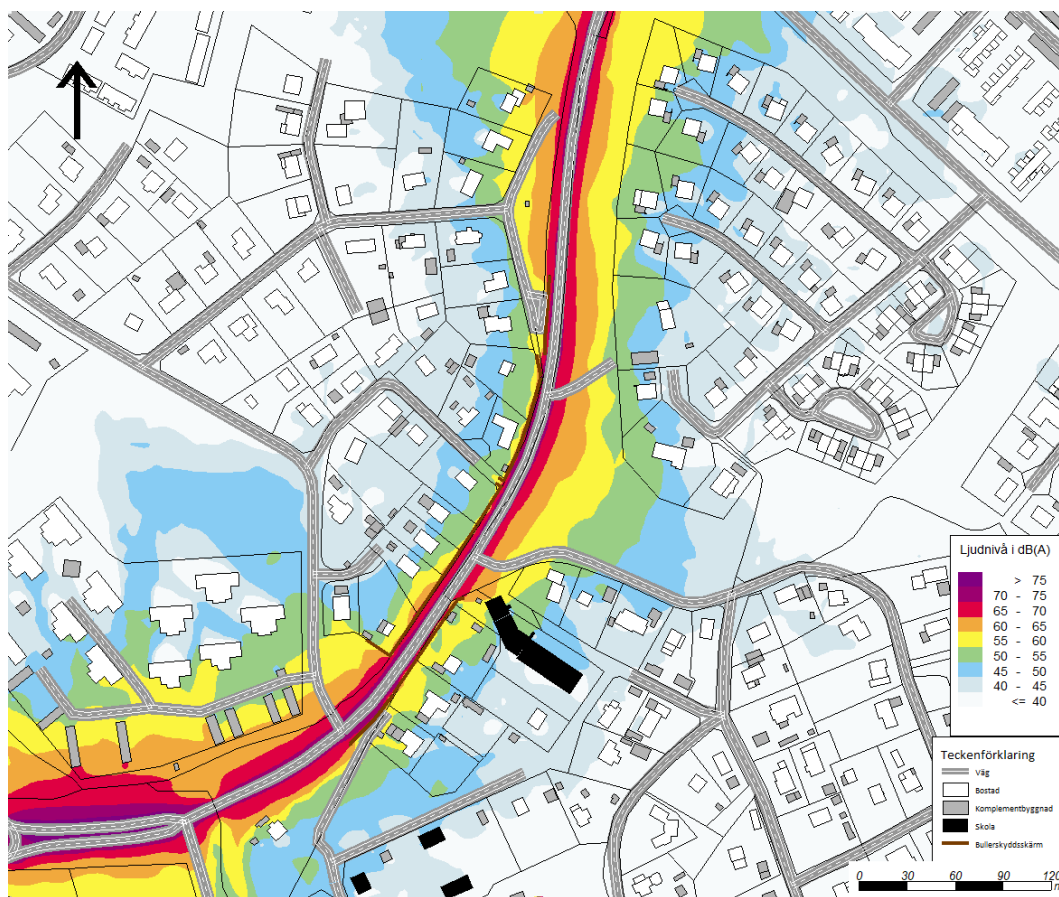 Ljudnivå i dB(A)
> 75
70 - 75
65 - 70
60 - 65
55 - 60
50 - 55
45 - 50
40 - 45
<= 40
Teckenförklaring
Väg
Bostad
Komplementbyggnad
Skola
Bullerskyddsskärm
0 30 60 90 120
m